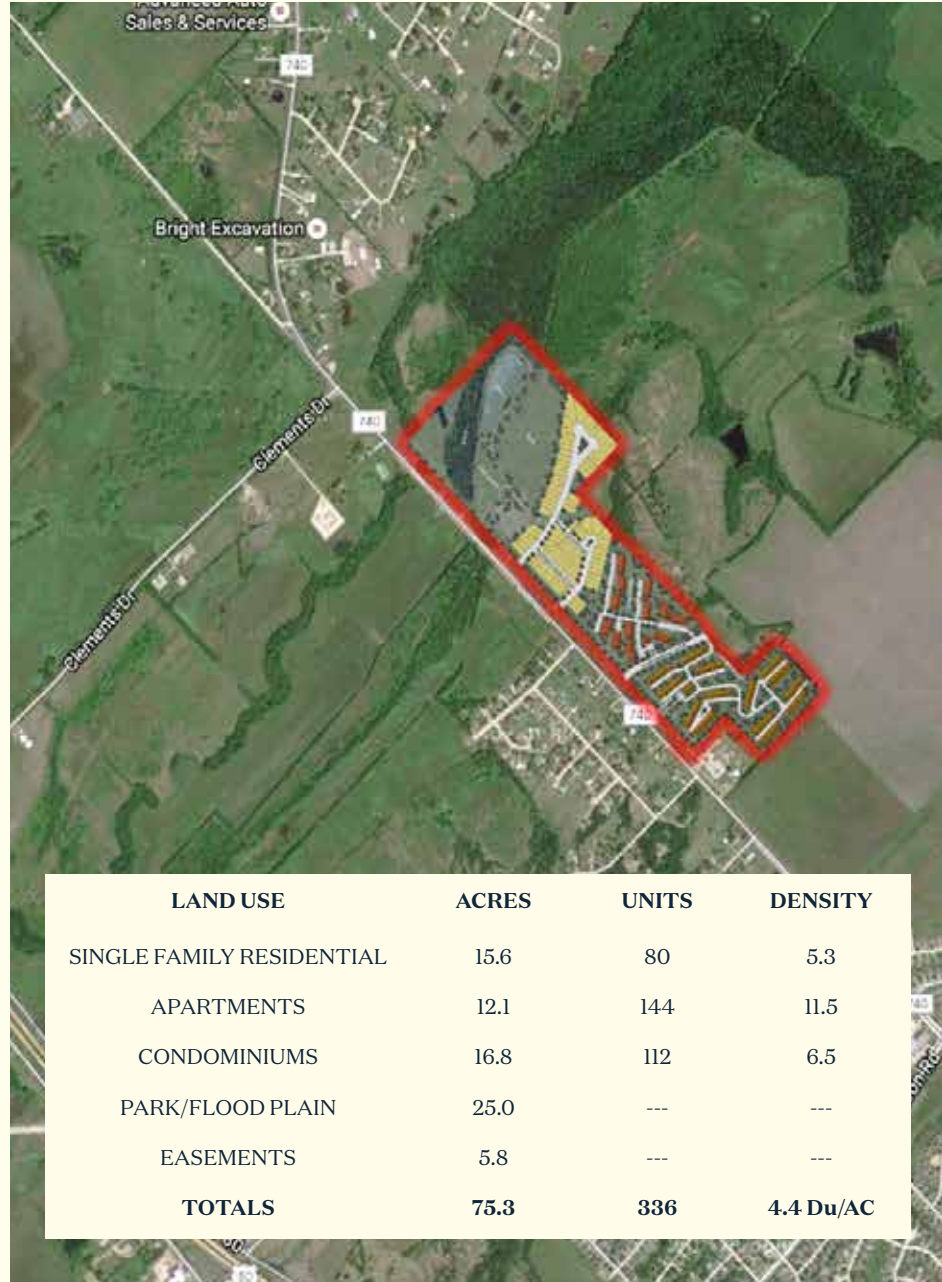 Advanced Auto
Sales & Services
740
Bright Excavation
Clements Dr
740
Clements Dr
740
LAND USE ACRES UNITS DENSITY
SINGLE FAMILY RESIDENTIAL 15.6 80 5.3
APARTMENTS 12.1 144 11.5
CONDOMINIUMS 16.8 112 6.5
PARK/FLOOD PLAIN 25.0 --- ---
EASEMENTS 5.8 --- ---
TOTALS 75.3 336 4.4 Du/AC